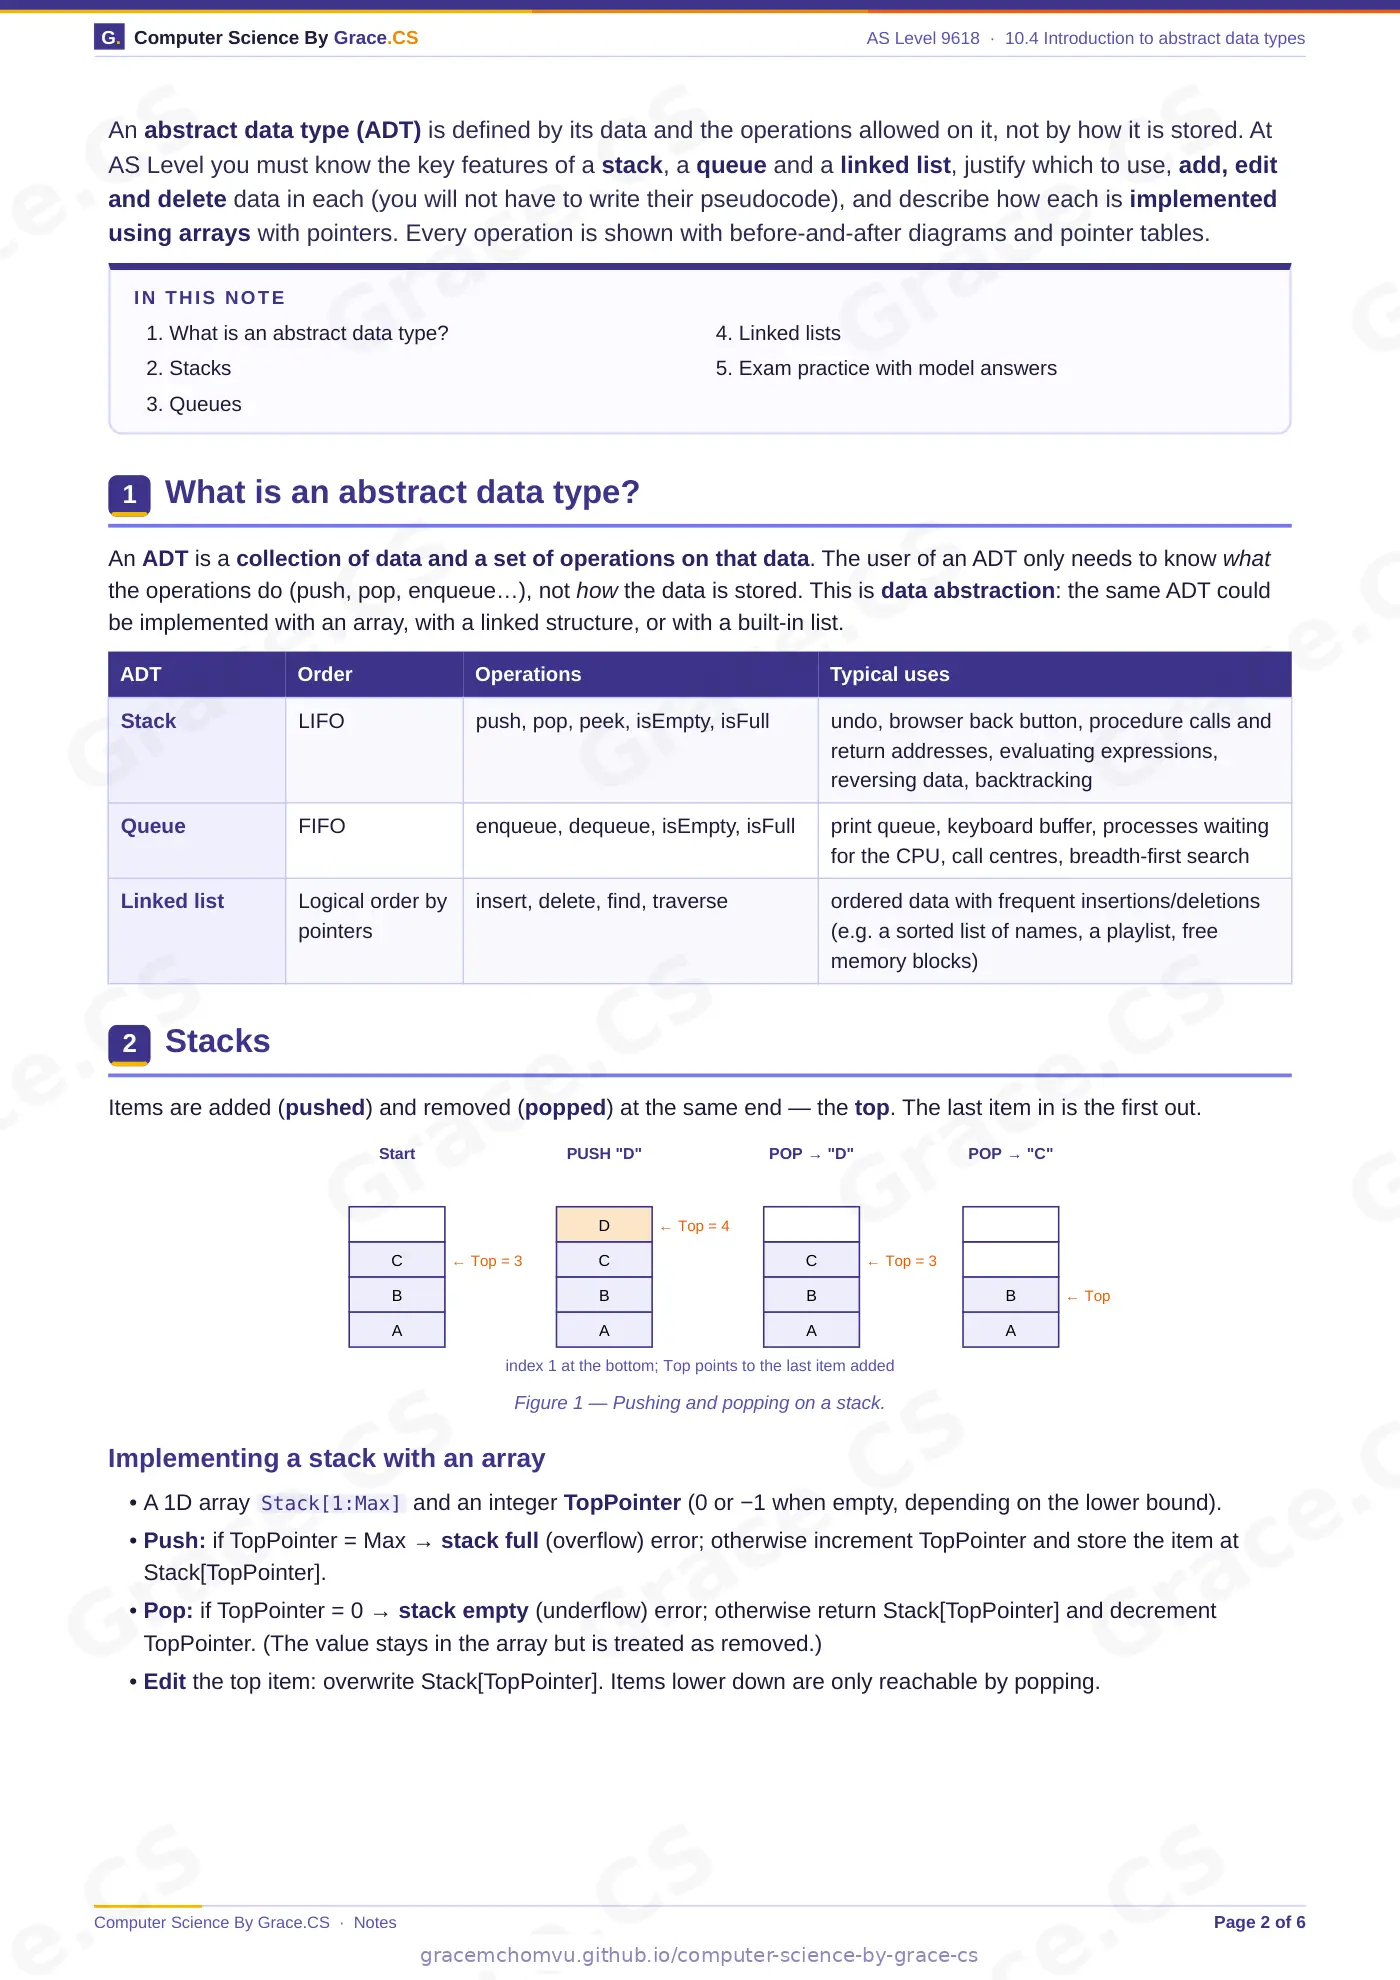 G. Computer Science By Grace.CS
AS Level 9618 · 10.4 Introduction to abstract data types
An abstract data type (ADT) is defined by its data and the operations allowed on it, not by how it is stored. At
AS Level you must know the key features of a stack, a queue and a linked list, justify which to use, add, edit
and delete data in each (you will not have to write their pseudocode), and describe how each is implemented
using arrays with pointers. Every operation is shown with before-and-after diagrams and pointer tables.
IN THIS NOTE
1. What is an abstract data type?
2. Stacks
3. Queues
4. Linked lists
5. Exam practice with model answers
1 What is an abstract data type?
An ADT is a collection of data and a set of operations on that data. The user of an ADT only needs to know what
the operations do (push, pop, enqueue…), not how the data is stored. This is data abstraction: the same ADT could
be implemented with an array, with a linked structure, or with a built-in list.
ADT Order Operations Typical uses
Stack LIFO push, pop, peek, isEmpty, isFull undo, browser back button, procedure calls and
return addresses, evaluating expressions,
reversing data, backtracking
Queue FIFO enqueue, dequeue, isEmpty, isFull print queue, keyboard buffer, processes waiting
for the CPU, call centres, breadth-first search
Linked list Logical order by insert, delete, find, traverse ordered data with frequent insertions/deletions
pointers (e.g. a sorted list of names, a playlist, free
memory blocks)
2 Stacks
Items are added (pushed) and removed (popped) at the same end — the top. The last item in is the first out.
Start PUSH "D" POP → "D" POP → "C"
D ← Top = 4
C ← Top = 3 C C ← Top = 3
B B B B ← Top
A A A A
index 1 at the bottom; Top points to the last item added
Figure 1 — Pushing and popping on a stack.
Implementing a stack with an array
• A 1D array Stack[1:Max] and an integer TopPointer (0 or −1 when empty, depending on the lower bound).
• Push: if TopPointer = Max → stack full (overflow) error; otherwise increment TopPointer and store the item at
Stack[TopPointer].
• Pop: if TopPointer = 0 → stack empty (underflow) error; otherwise return Stack[TopPointer] and decrement
TopPointer. (The value stays in the array but is treated as removed.)
• Edit the top item: overwrite Stack[TopPointer]. Items lower down are only reachable by popping.
Computer Science By Grace.CS · Notes
Page 2 of 6
gracemchomvu.github.io/computer-science-by-grace-cs